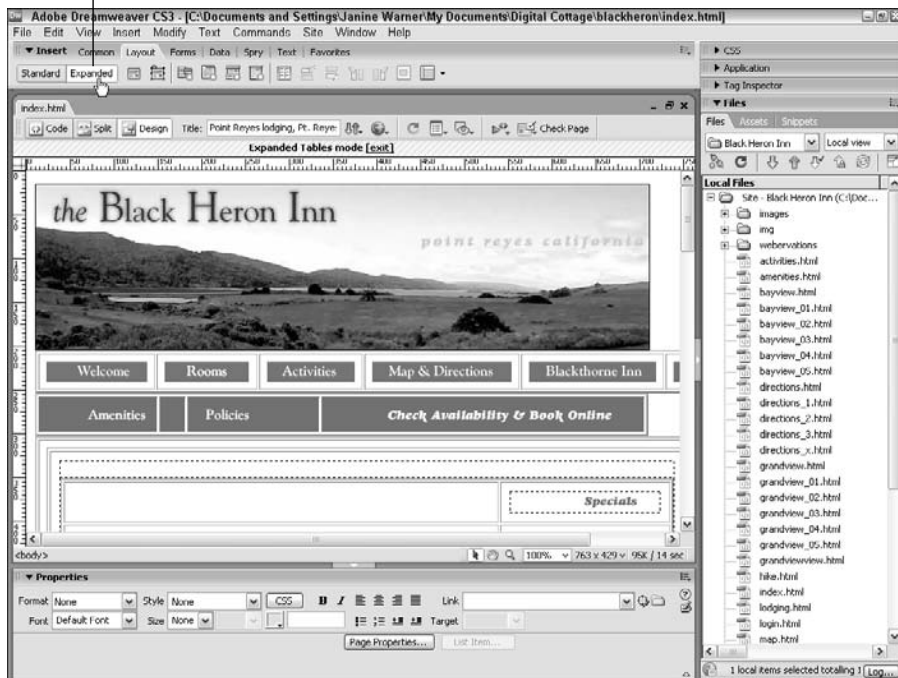 Adobe Dreamweaver CS3 - [C:\Documents and Settings\Janine Warner\My Documents\Digital Cottage\blackheron\index.html]
File Edit View Insert Modify Text Commands Site Window Help
Insert Common Layout Forms Data Spry Text Favorites
Standard Expanded
index.html
Code Split Design Title: Point Reyes lodging, Pt. Reye Check Page
Expanded Tables mode [exit]
the Black Heron Inn
point reyes california
Welcome Rooms Activities Map & Directions Blackthorne Inn
Amenities Policies Check Availability & Book Online
Specials
<body> 100% 763 x 429 95K / 14 sec
Properties
Format None Style None CSS B I Link
Font Default Font Size None Target
Page Properties... List Item...
CSS
Application
Tag Inspector
Files
Files Assets Snippets
Black Heron Inn Local view
Local Files
Site - Black Heron Inn (C:\Doc...
images
img
webervations
activities.html
amenities.html
bayview.html
bayview_01.html
bayview_02.html
bayview_03.html
bayview_04.html
bayview_05.html
directions.html
directions_1.html
directions_2.html
directions_3.html
directions_x.html
grandview.html
grandview_01.html
grandview_02.html
grandview_03.html
grandview_04.html
grandview_05.html
grandviewview.html
hike.html
index.html
lodging.html
login.html
map.html
1 local items selected totalling 1 Log...